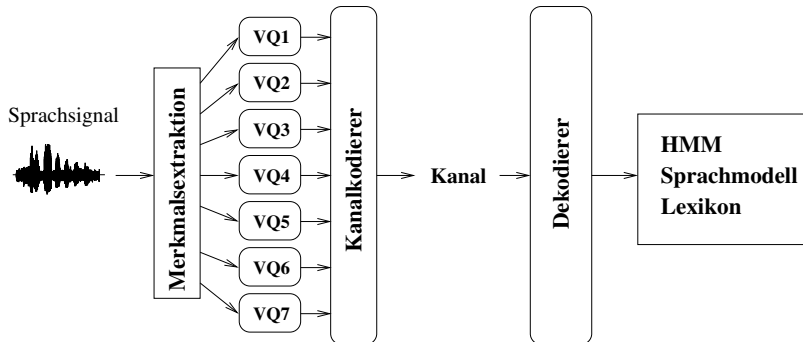 Sprachsignal
Merkmalsextraktion
VQ1
VQ2
VQ3
VQ4
VQ5
VQ6
VQ7
Kanalkodierer
Kanal
Dekodierer
HMM
Sprachmodell
Lexikon